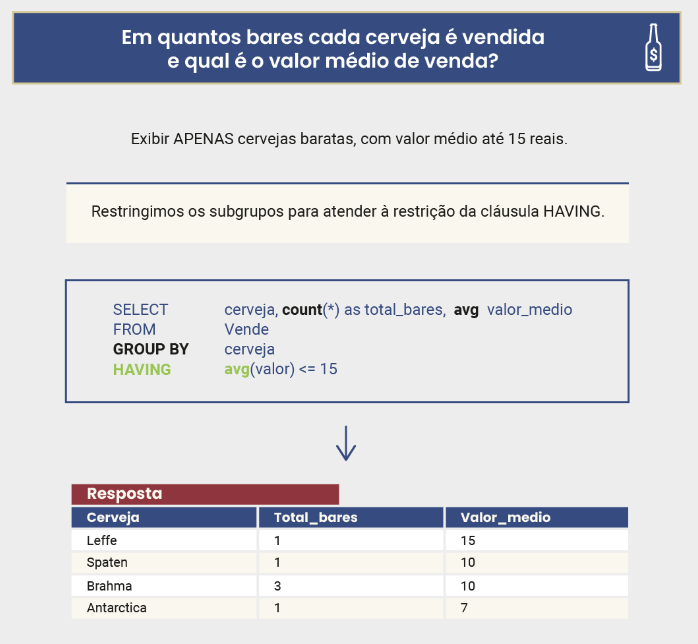 Em quantos bares cada cerveja é vendida
e qual é o valor médio de venda?
$
Exibir APENAS cervejas baratas, com valor médio até 15 reais.
Restringimos os subgrupos para atender à restrição da cláusula HAVING.
SELECT cerveja, count(*) as total_bares, avg valor_medio
FROM Vende
GROUP BY cerveja
HAVING avg(valor) <= 15
Resposta
Cerveja Total_bares Valor_medio
Leffe 1 15
Spaten 1 10
Brahma 3 10
Antarctica 1 7